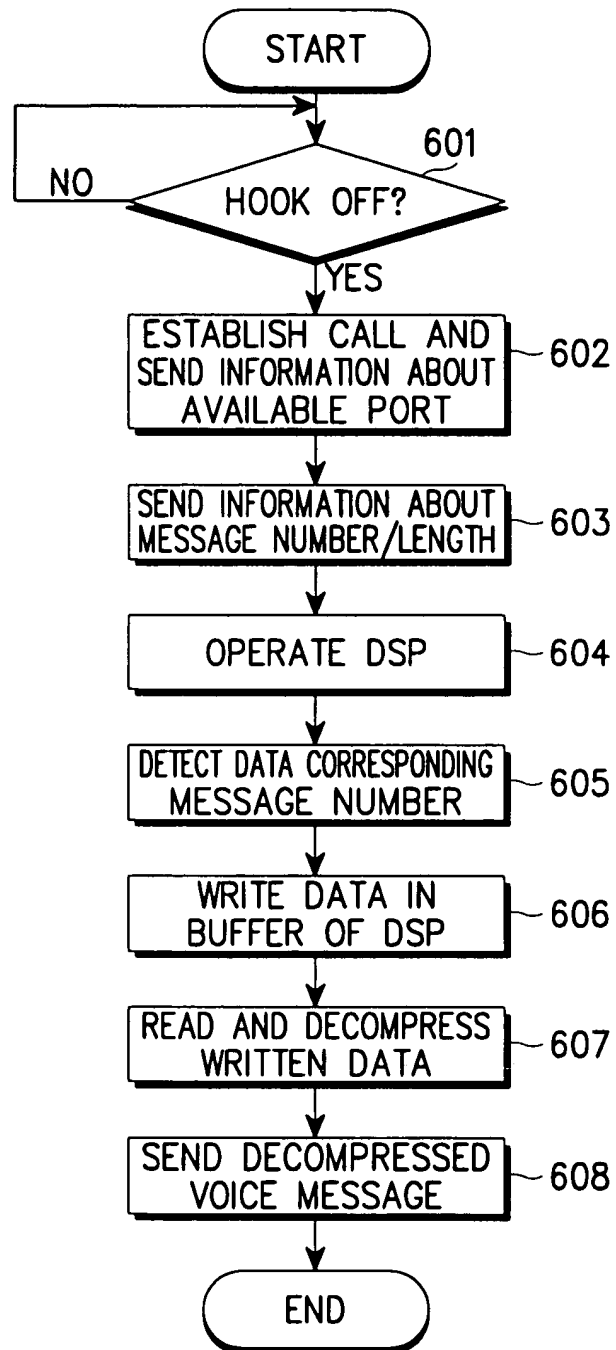 START
601
NO
HOOK OFF?
YES
ESTABLISH CALL AND
SEND INFORMATION ABOUT
AVAILABLE PORT
602
SEND INFORMATION ABOUT
MESSAGE NUMBER/LENGTH
603
OPERATE DSP
604
DETECT DATA CORRESPONDING
MESSAGE NUMBER
605
WRITE DATA IN
BUFFER OF DSP
606
READ AND DECOMPRESS
WRITTEN DATA
607
SEND DECOMPRESSED
VOICE MESSAGE
608
END